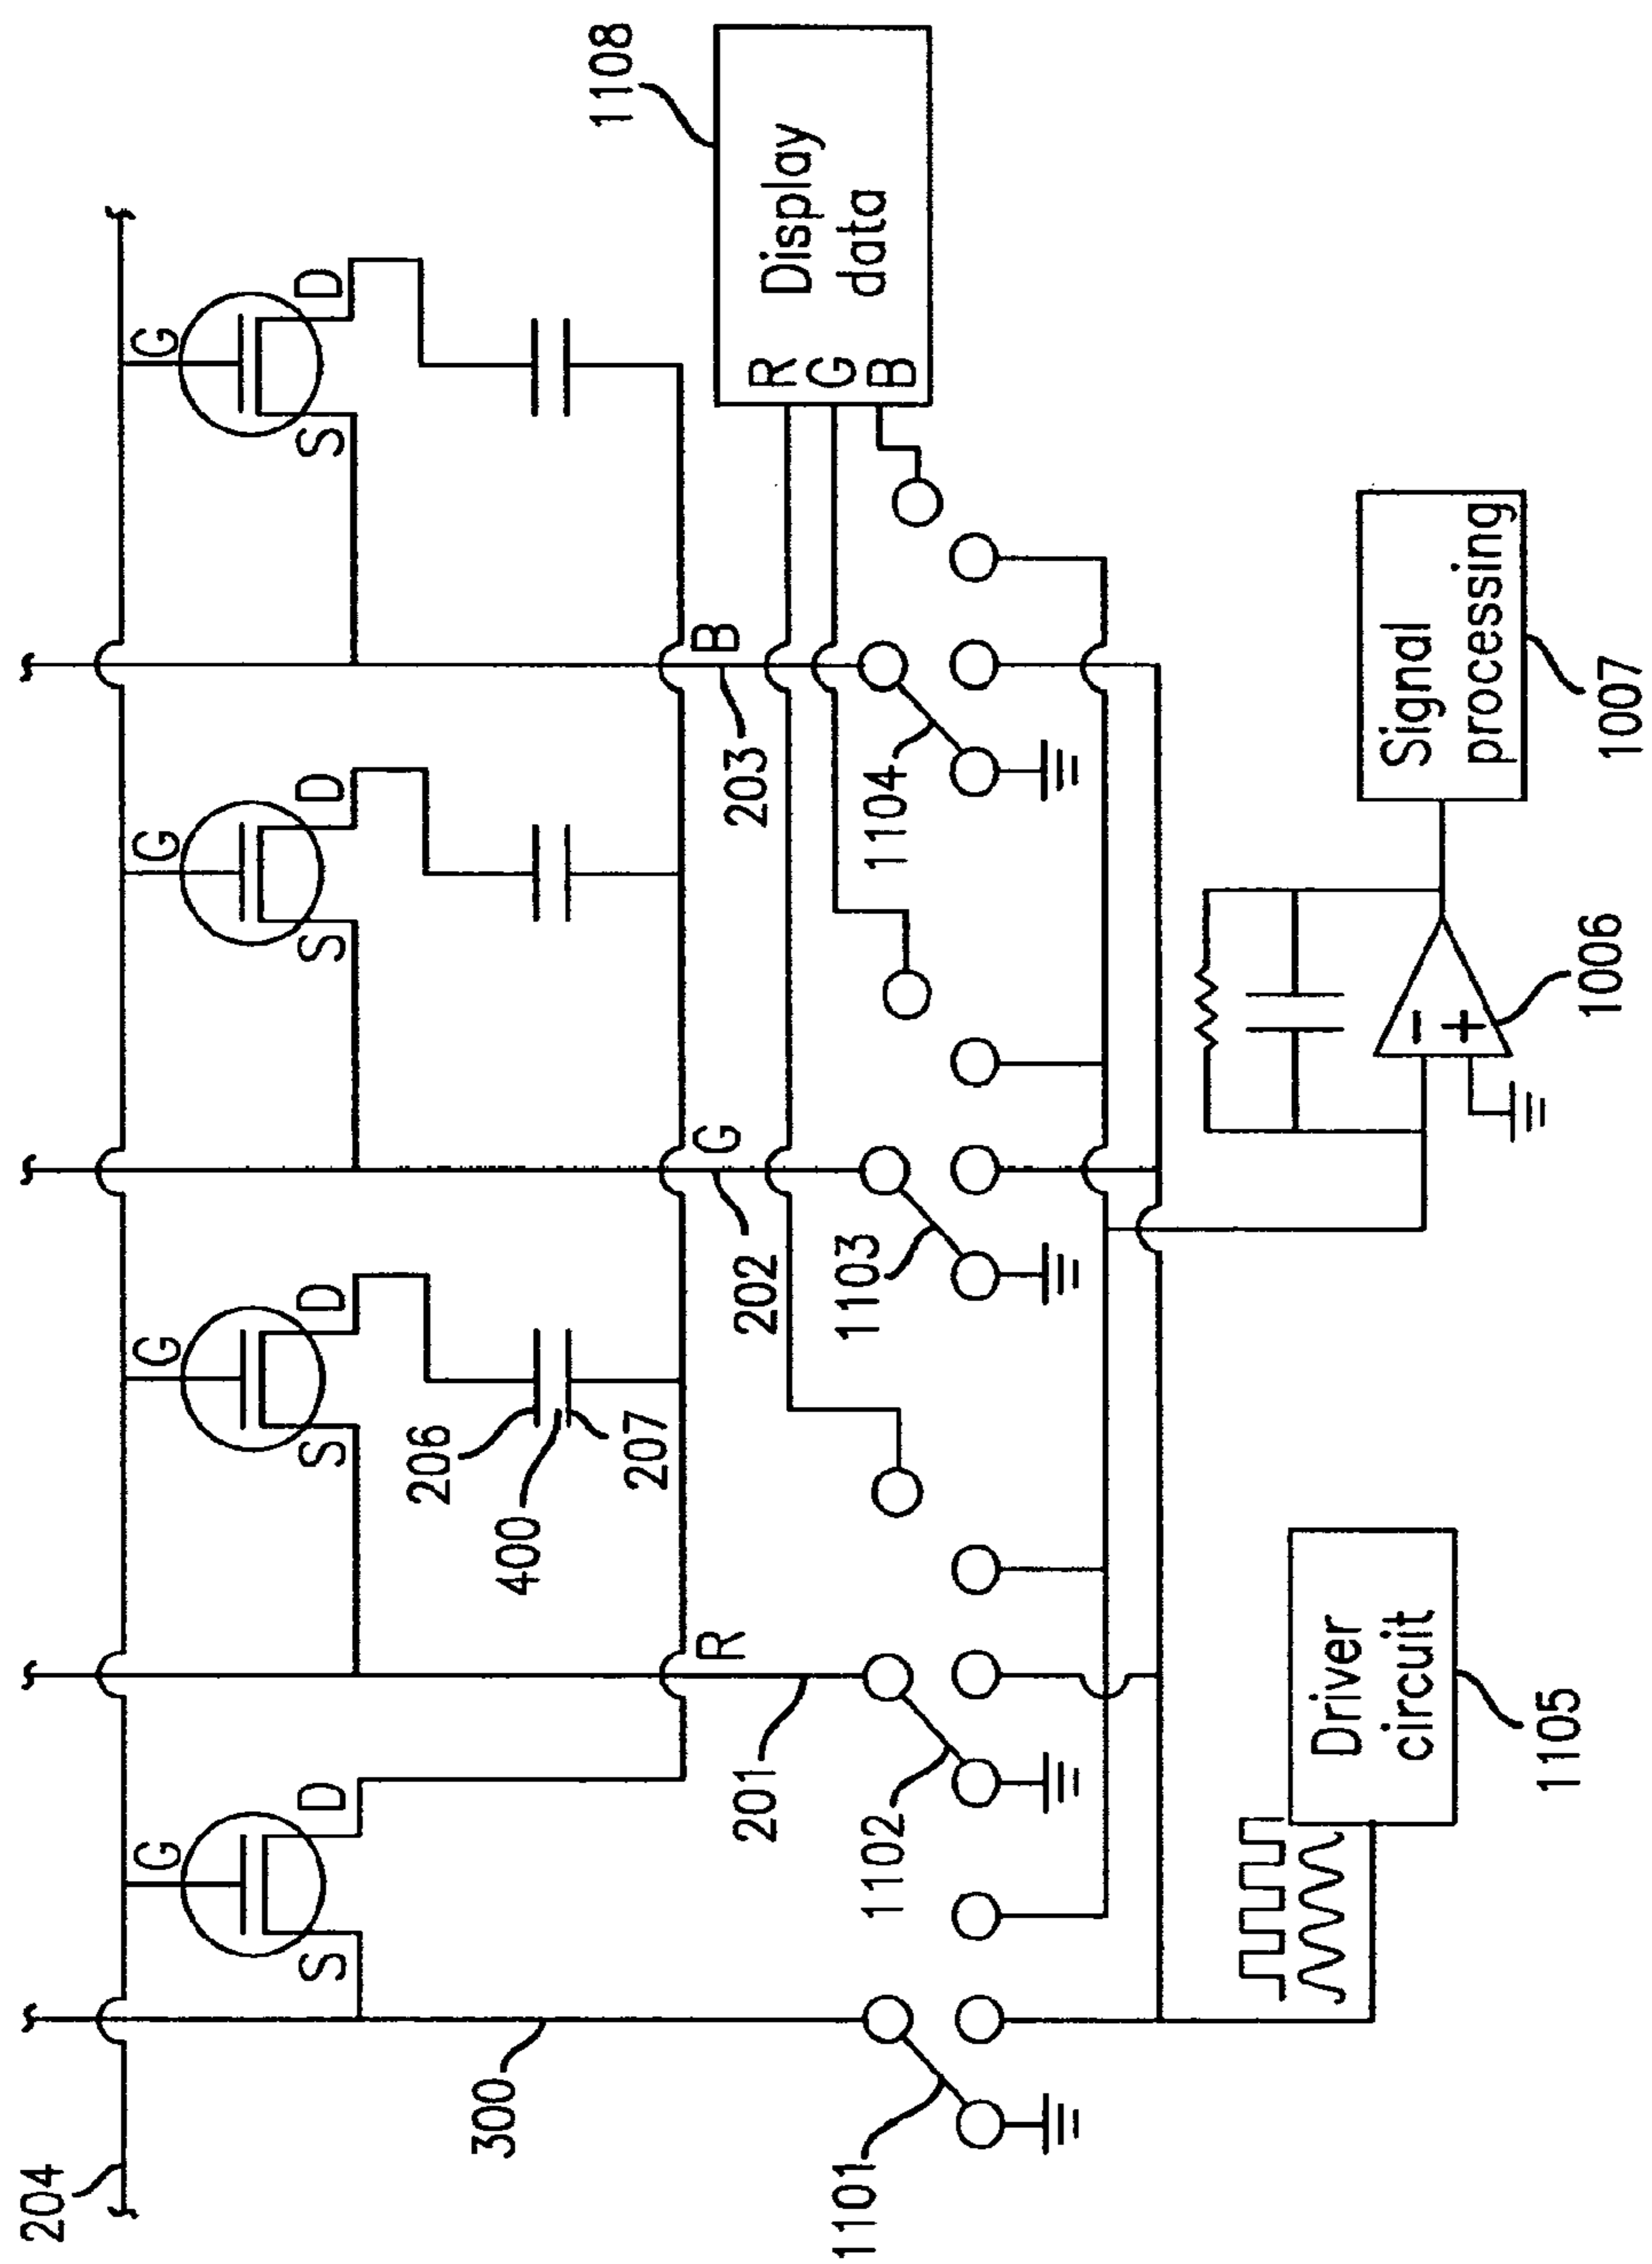 204
G
S
D
G
S
D
G
S
D
G
S
D
300
206
400
207
201
R
202
G
203
B
1108
Display
data
R
G
B
1101
1102
1103
1104
Driver
circuit
1105
−
+
1006
Signal
processing
1007